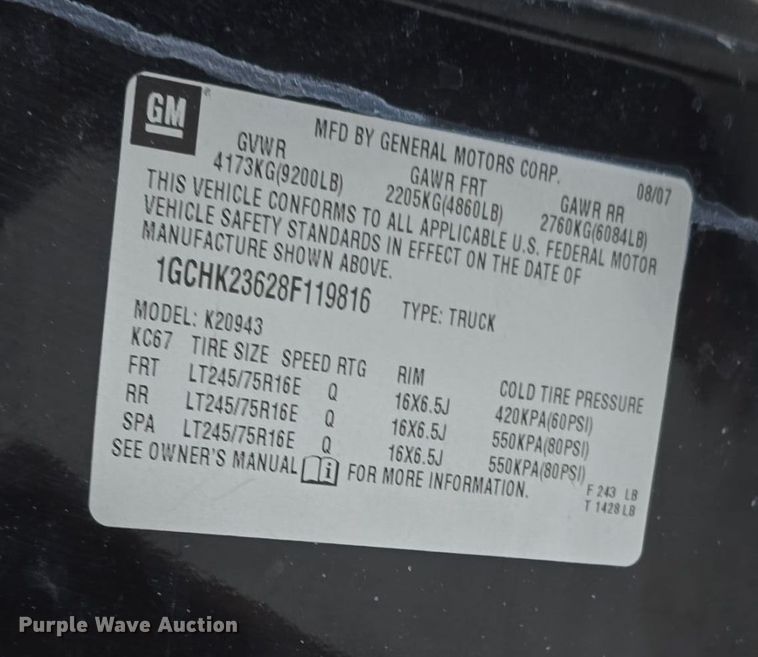 GM
MFD BY GENERAL MOTORS CORP. 08/07
GVWR GAWR FRT GAWR RR
4173KG(9200LB) 2205KG(4860LB) 2760KG(6084LB)
THIS VEHICLE CONFORMS TO ALL APPLICABLE U.S. FEDERAL MOTOR
VEHICLE SAFETY STANDARDS IN EFFECT ON THE DATE OF
MANUFACTURE SHOWN ABOVE.
1GCHK23628F119816 TYPE: TRUCK
MODEL: K20943
KC67 TIRE SIZE SPEED RTG RIM COLD TIRE PRESSURE
FRT LT245/75R16E Q 16X6.5J 420KPA(60PSI)
RR LT245/75R16E Q 16X6.5J 550KPA(80PSI)
SPA LT245/75R16E Q 16X6.5J 550KPA(80PSI)
SEE OWNER'S MANUAL i FOR MORE INFORMATION.
F 243 LB
T 1428 LB
Purple Wave Auction